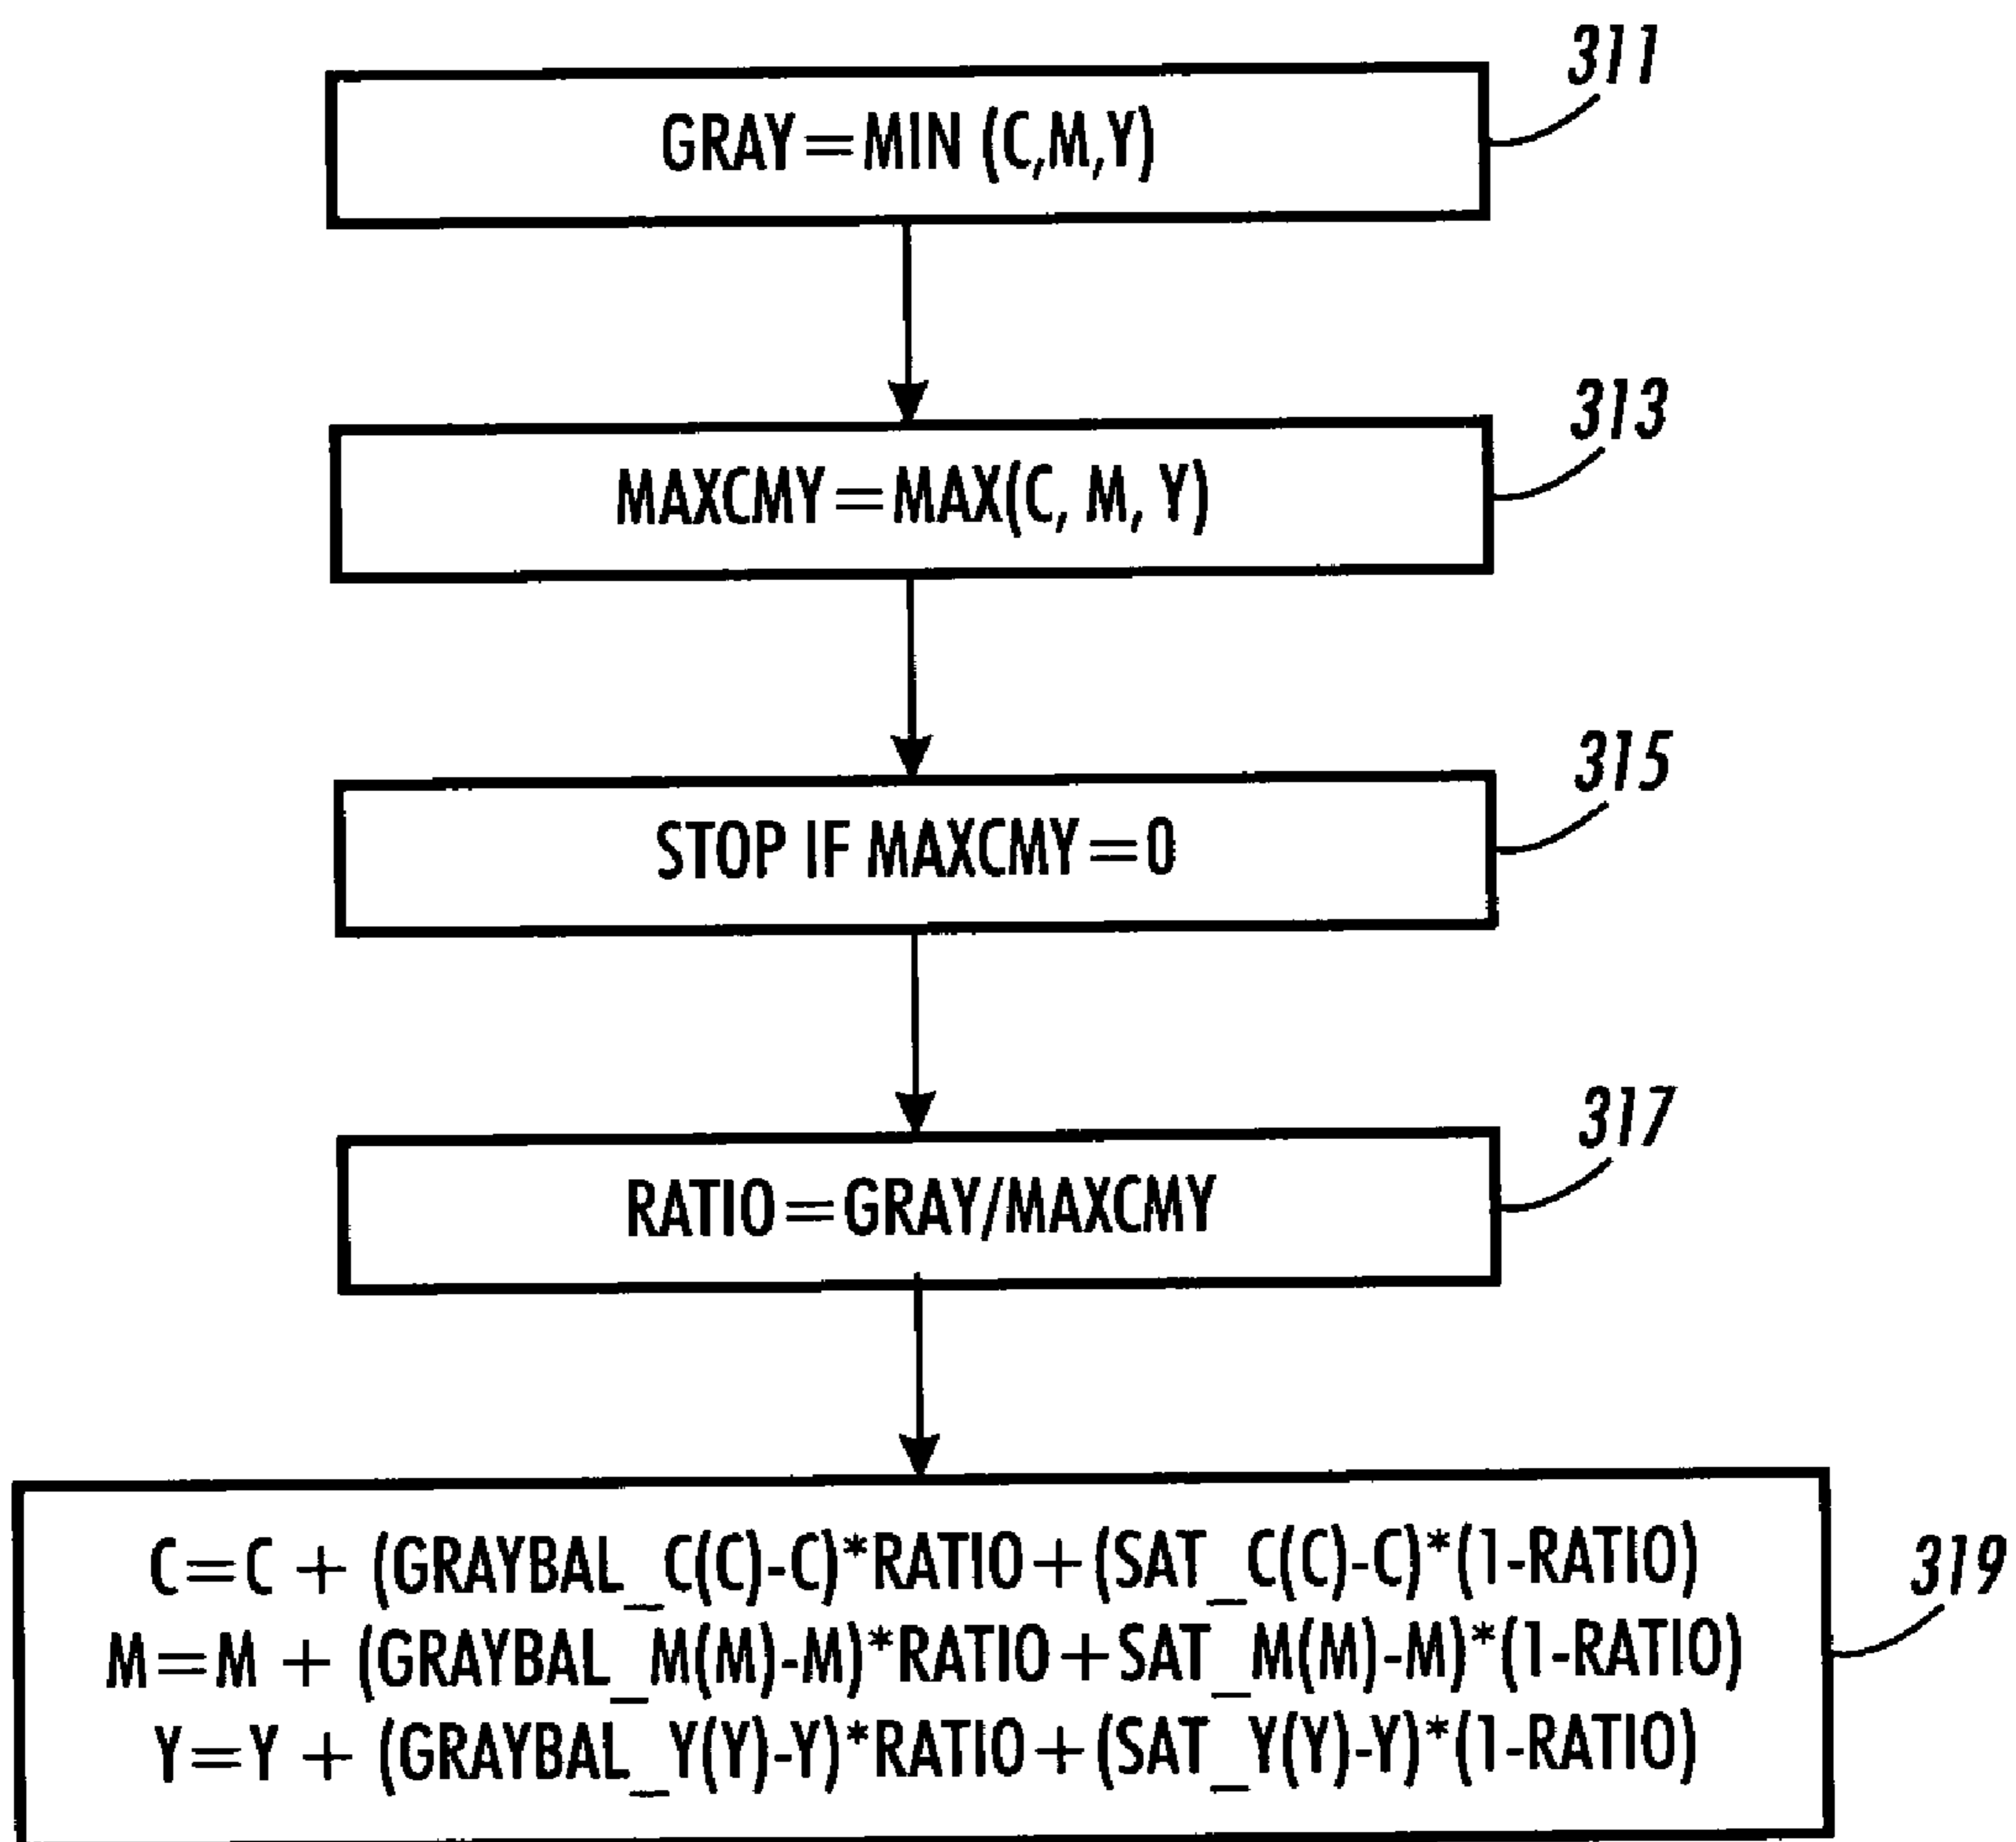 311
GRAY=MIN (C,M,Y)
313
MAXCMY=MAX(C, M, Y)
315
STOP IF MAXCMY=0
317
RATIO=GRAY/MAXCMY
319
C=C + (GRAYBAL_C(C)-C)*RATIO+(SAT_C(C)-C)*(1-RATIO)
M=M + (GRAYBAL_M(M)-M)*RATIO+SAT_M(M)-M)*(1-RATIO)
Y=Y + (GRAYBAL_Y(Y)-Y)*RATIO+(SAT_Y(Y)-Y)*(1-RATIO)